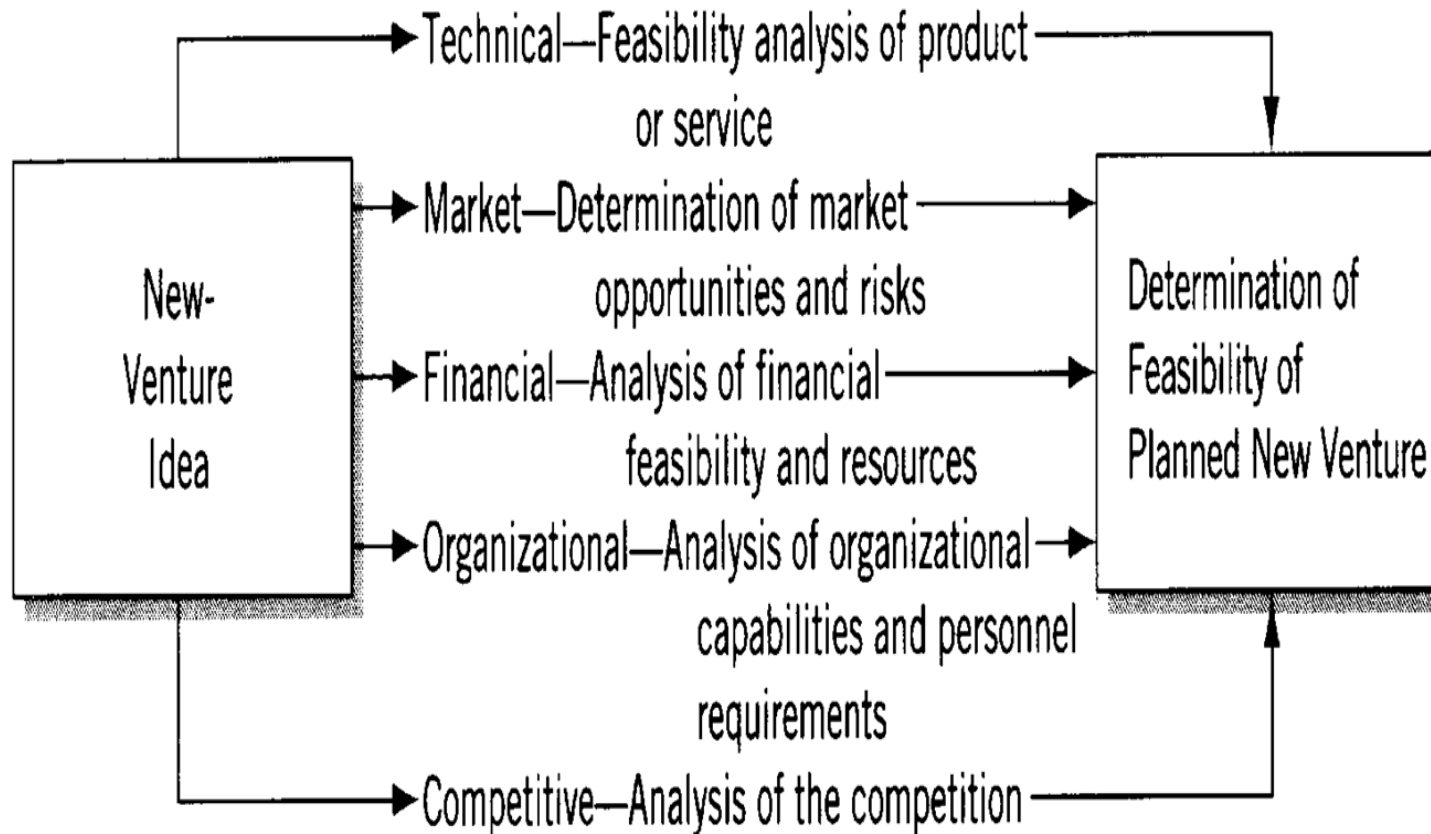 Technical—Feasibility analysis of product
or service
New-
Venture
Idea
Market—Determination of market
opportunities and risks
Financial—Analysis of financial
feasibility and resources
Organizational—Analysis of organizational
capabilities and personnel
requirements
Competitive—Analysis of the competition
Determination of
Feasibility of
Planned New Venture